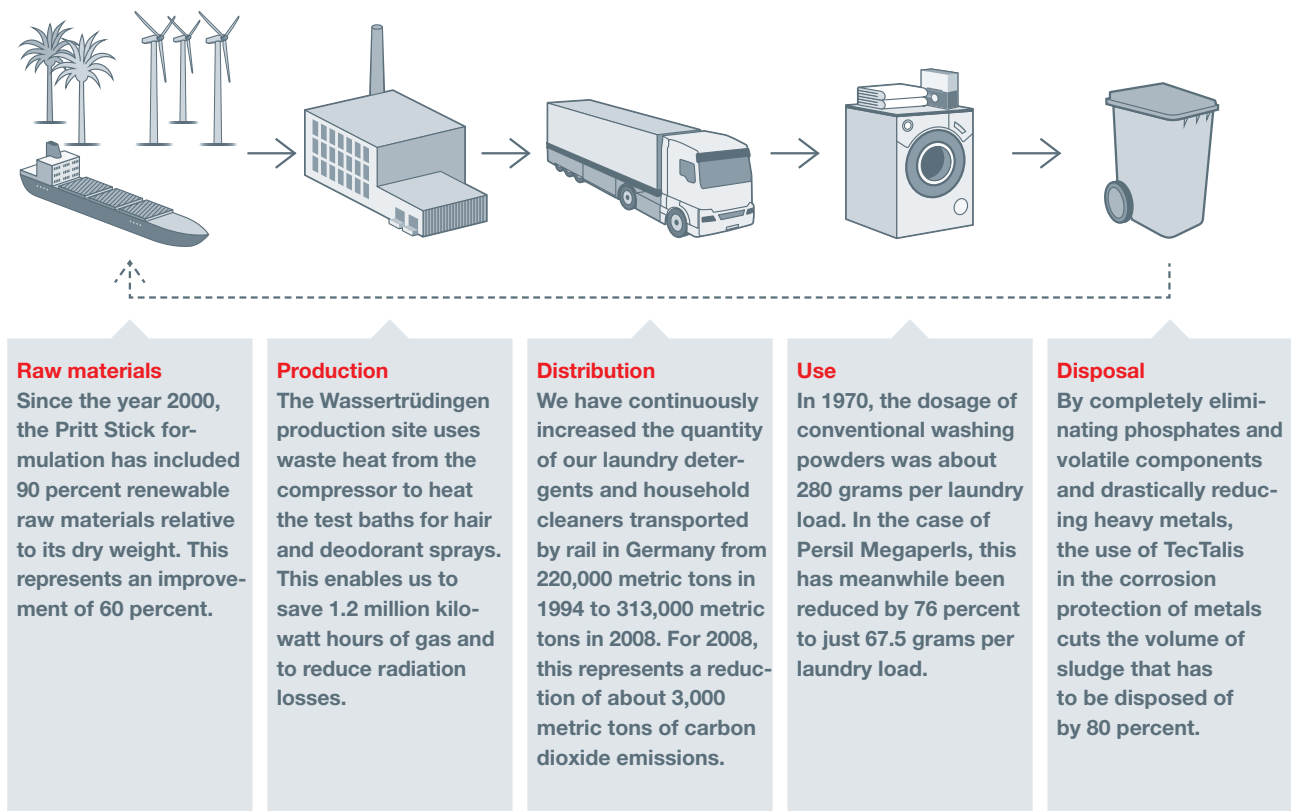 Raw materials
Since the year 2000,
the Pritt Stick for-
mulation has included
90 percent renewable
raw materials relative
to its dry weight. This
represents an improve-
ment of 60 percent.
Production
The Wassertrüdingen
production site uses
waste heat from the
compressor to heat
the test baths for hair
and deodorant sprays.
This enables us to
save 1.2 million kilo-
watt hours of gas and
to reduce radiation
losses.
Distribution
We have continuously
increased the quantity
of our laundry deter-
gents and household
cleaners transported
by rail in Germany from
220,000 metric tons in
1994 to 313,000 metric
tons in 2008. For 2008,
this represents a reduc-
tion of about 3,000
metric tons of carbon
dioxide emissions.
Use
In 1970, the dosage of
conventional washing
powders was about
280 grams per laundry
load. In the case of
Persil Megaperls, this
has meanwhile been
reduced by 76 percent
to just 67.5 grams per
laundry load.
Disposal
By completely elimi-
nating phosphates and
volatile components
and drastically reduc-
ing heavy metals,
the use of TecTalis
in the corrosion
protection of metals
cuts the volume of
sludge that has
to be disposed of
by 80 percent.